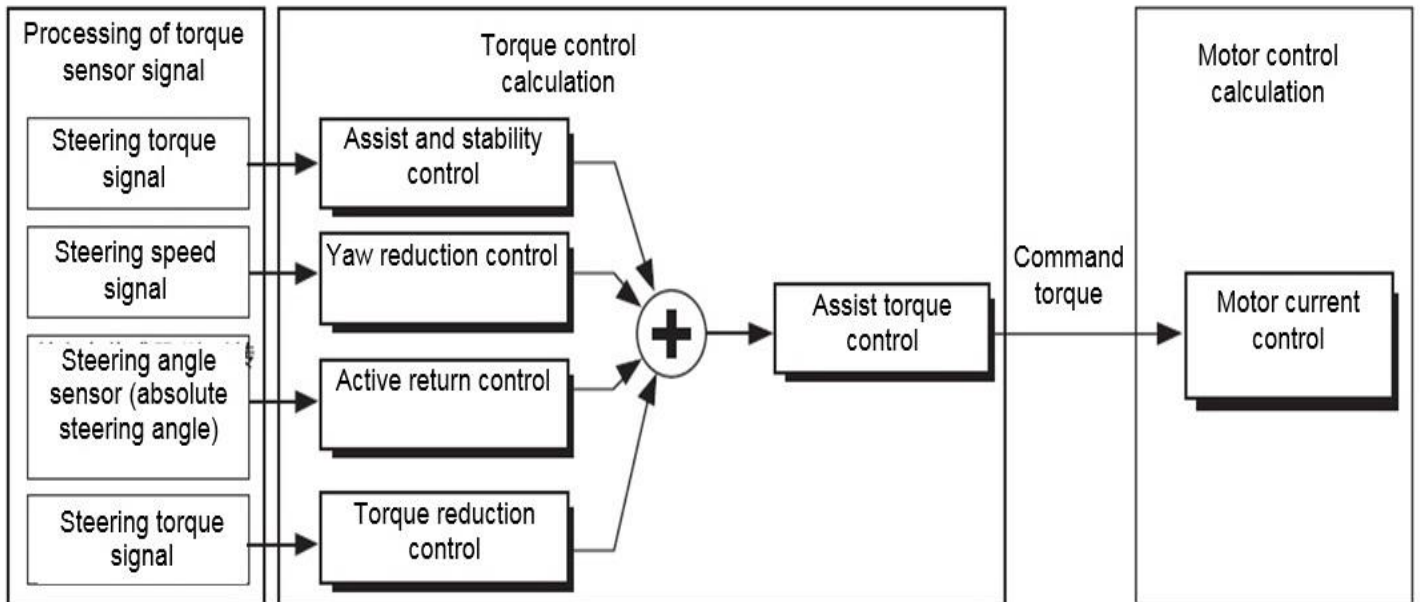 Processing of torque
sensor signal
Steering torque
signal
Steering speed
signal
Steering angle
sensor (absolute
steering angle)
Steering torque
signal
Torque control
calculation
Assist and stability
control
Yaw reduction control
Active return control
Torque reduction
control
+
Assist torque
control
Command
torque
Motor control
calculation
Motor current
control